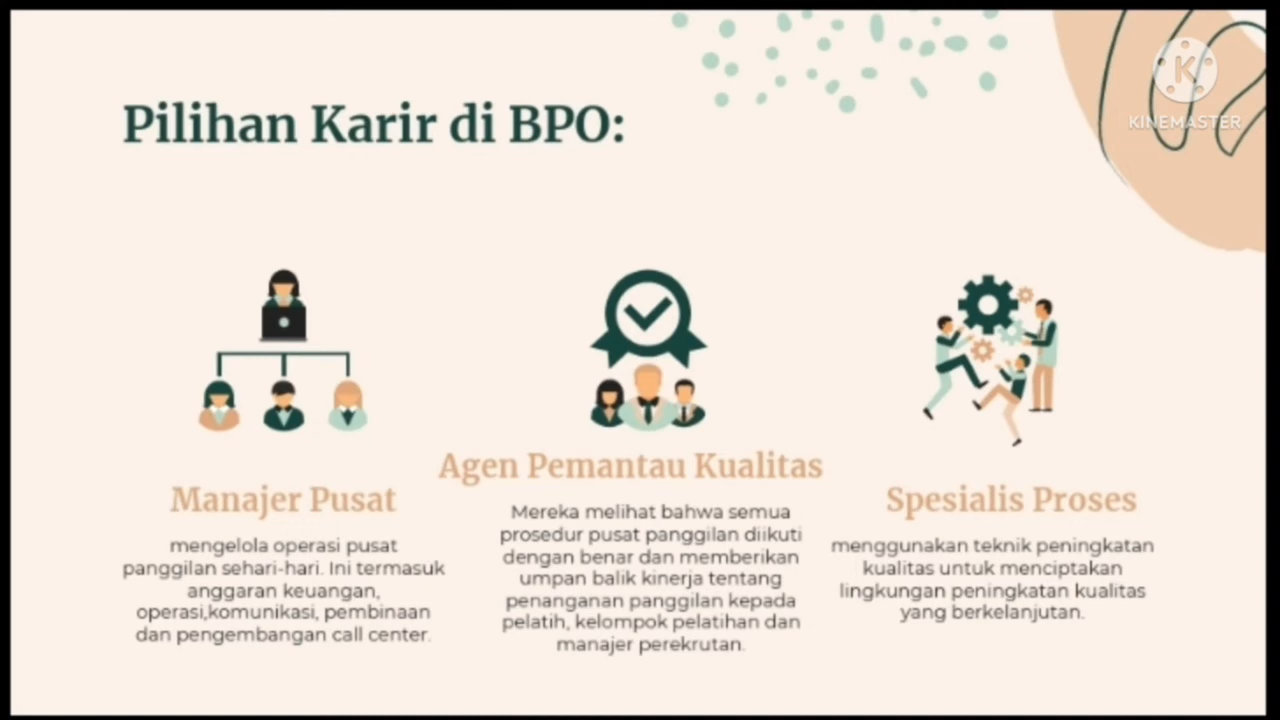 Pilihan Karir di BPO:
K
KINEMASTER
Manajer Pusat
mengelola operasi pusat
panggilan sehari-hari. Ini termasuk
anggaran keuangan,
operasi,komunikasi, pembinaan
dan pengembangan call center.
Agen Pemantau Kualitas
Mereka melihat bahwa semua
prosedur pusat panggilan diikuti
dengan benar dan memberikan
umpan balik kinerja tentang
penanganan panggilan kepada
pelatih, kelompok pelatihan dan
manajer perekrutan.
Spesialis Proses
menggunakan teknik peningkatan
kualitas untuk menciptakan
lingkungan peningkatan kualitas
yang berkelanjutan.